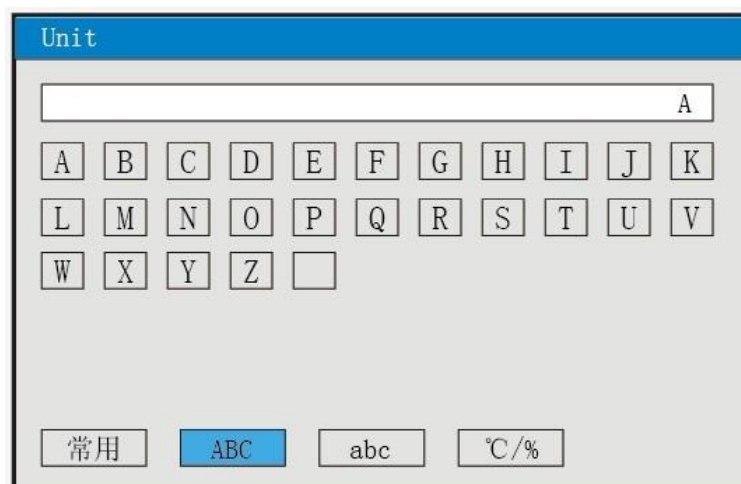 Unit
A
A B C D E F G H I J K
L M N O P Q R S T U V
W X Y Z
常用 ABC abc ℃/%